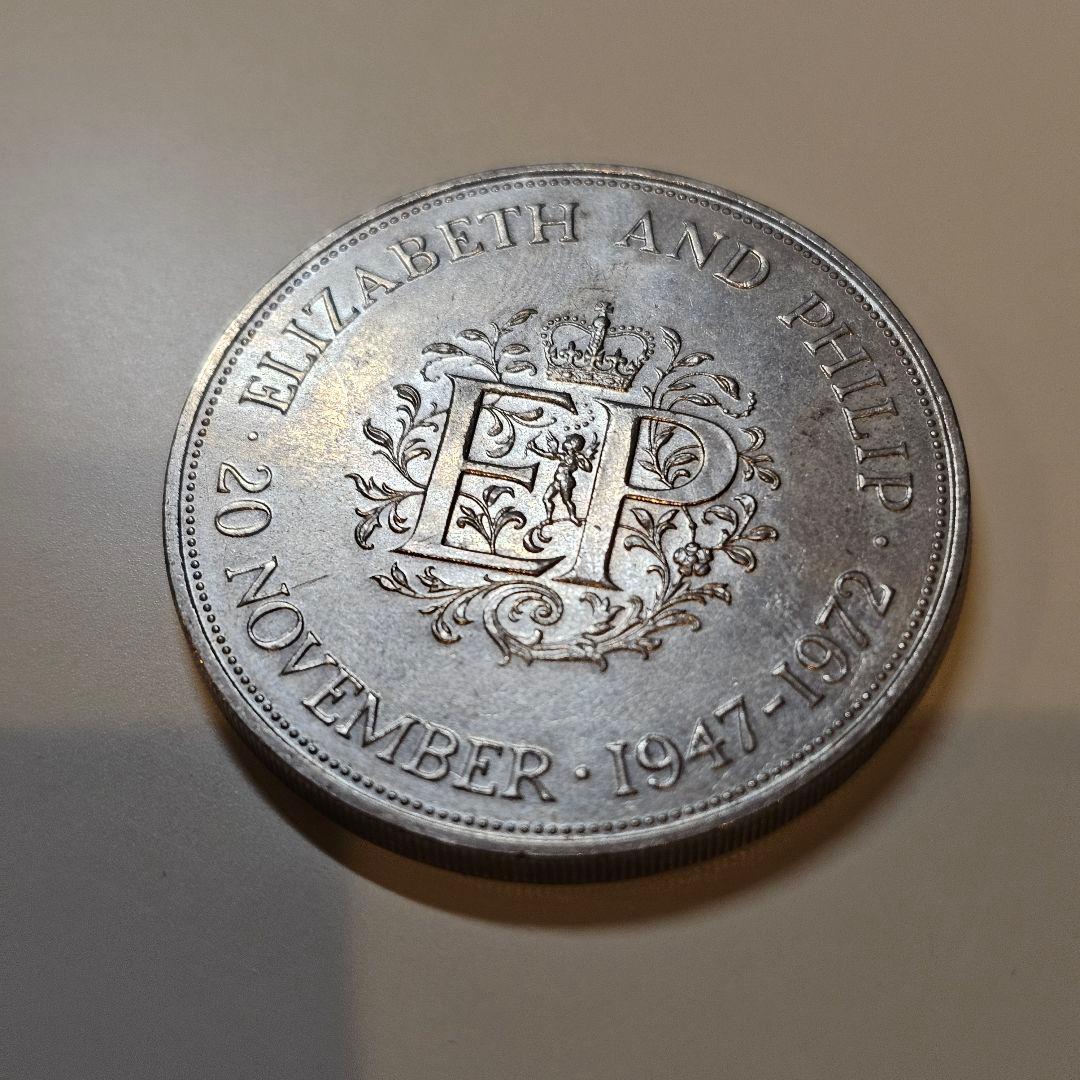 ELIZABETH AND PHILIP ·
20 NOVEMBER · 1947-1972
EP